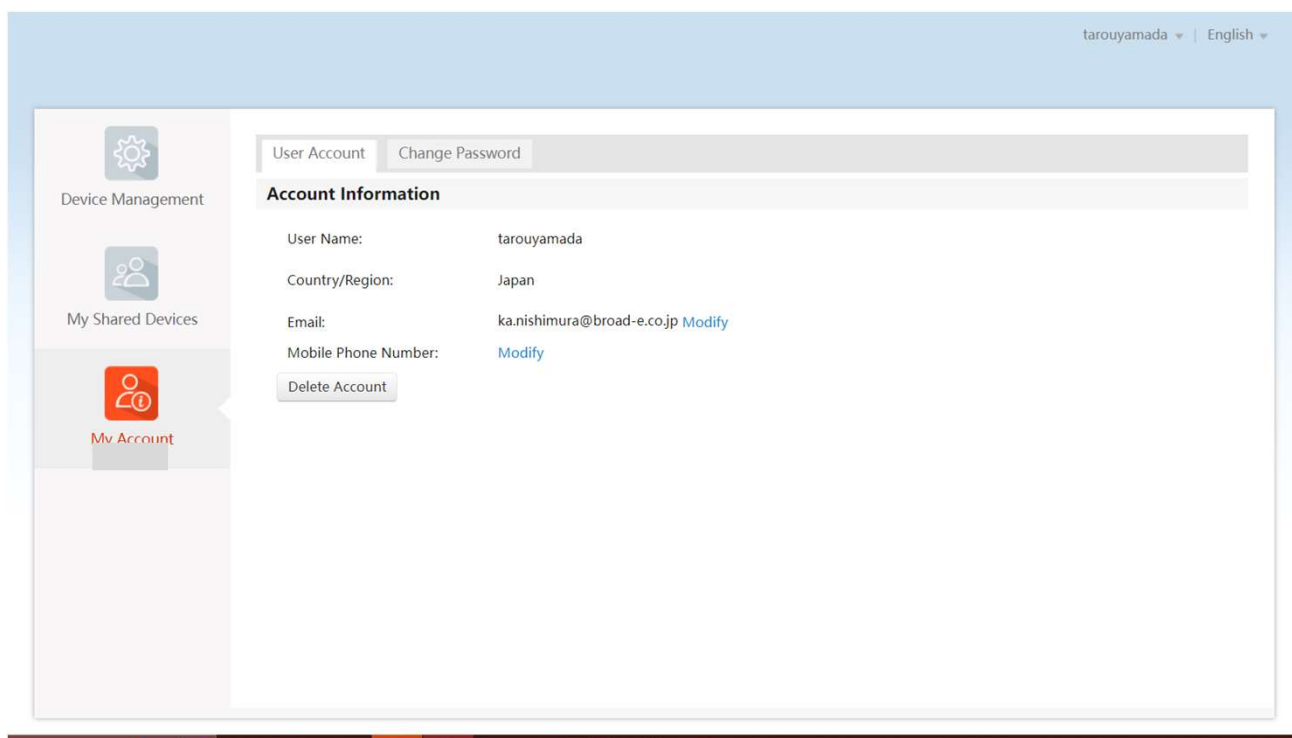 tarouyamada | English
Device Management
My Shared Devices
My Account
User Account Change Password
Account Information
User Name: tarouyamada
Country/Region: Japan
Email: ka.nishimura@broad-e.co.jp Modify
Mobile Phone Number: Modify
Delete Account